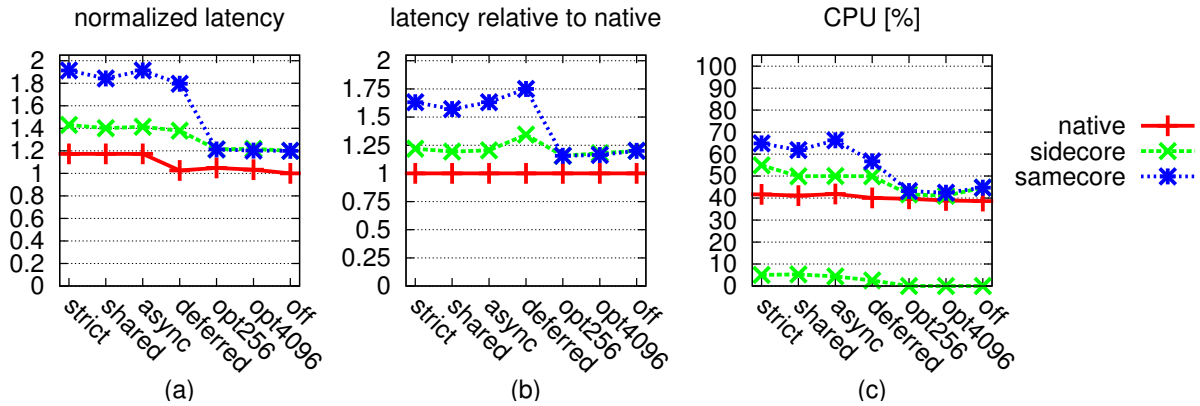 normalized latency
2
1.8
1.6
1.4
1.2
1
0.8
0.6
0.4
0.2
0
strict
shared
async
deferred
opt256
opt4096
off
(a)
latency relative to native
2
1.75
1.5
1.25
1
0.75
0.5
0.25
0
strict
shared
async
deferred
opt256
opt4096
off
(b)
CPU [%]
100
90
80
70
60
50
40
30
20
10
0
strict
shared
async
deferred
opt256
opt4096
off
(c)
native
sidecore
samecore